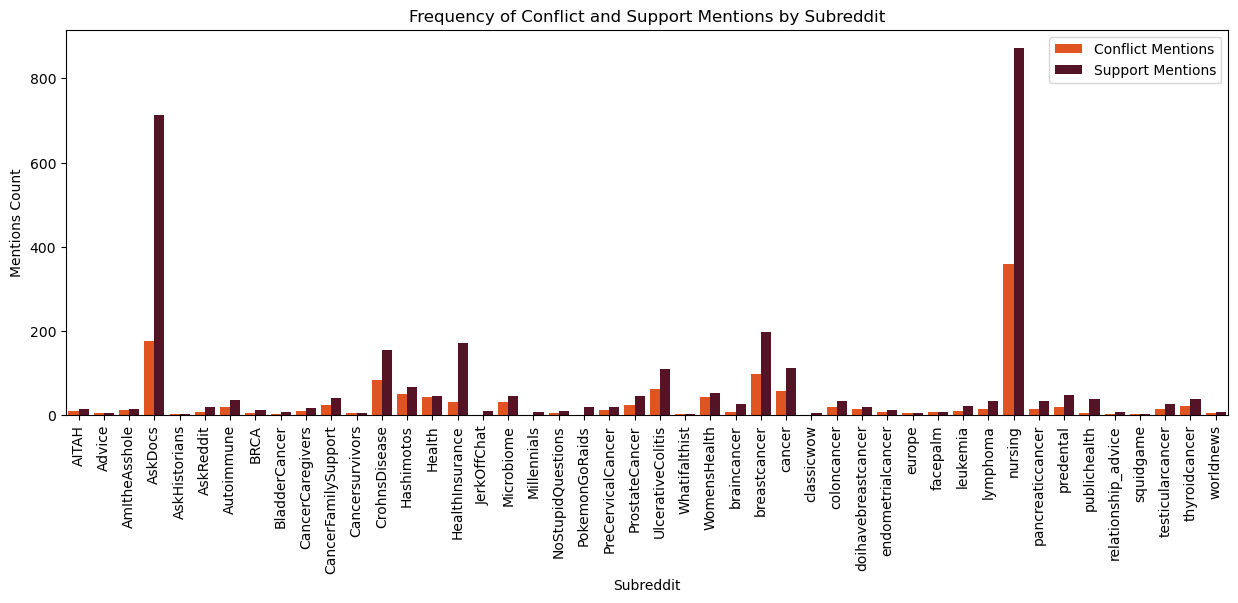 Frequency of Conflict and Support Mentions by Subreddit
Conflict Mentions
Support Mentions
Mentions Count
800
600
400
200
0
AITAH
Advice
AmItheAsshole
AskDocs
AskHistorians
AskReddit
Autoimmune
BRCA
BladderCancer
CancerCaregivers
CancerFamilySupport
Cancersurvivors
CrohnsDisease
Hashimotos
Health
HealthInsurance
JerkOffChat
Microbiome
Millennials
NoStupidQuestions
PokemonGoRaids
PreCervicalCancer
ProstateCancer
UlcerativeColitis
Whatifalthist
WomensHealth
braincancer
breastcancer
cancer
classicwow
coloncancer
doihavebreastcancer
endometrialcancer
europe
facepalm
leukemia
lymphoma
nursing
pancreaticcancer
predental
publichealth
relationship_advice
squidgame
testicularcancer
thyroidcancer
worldnews
Subreddit